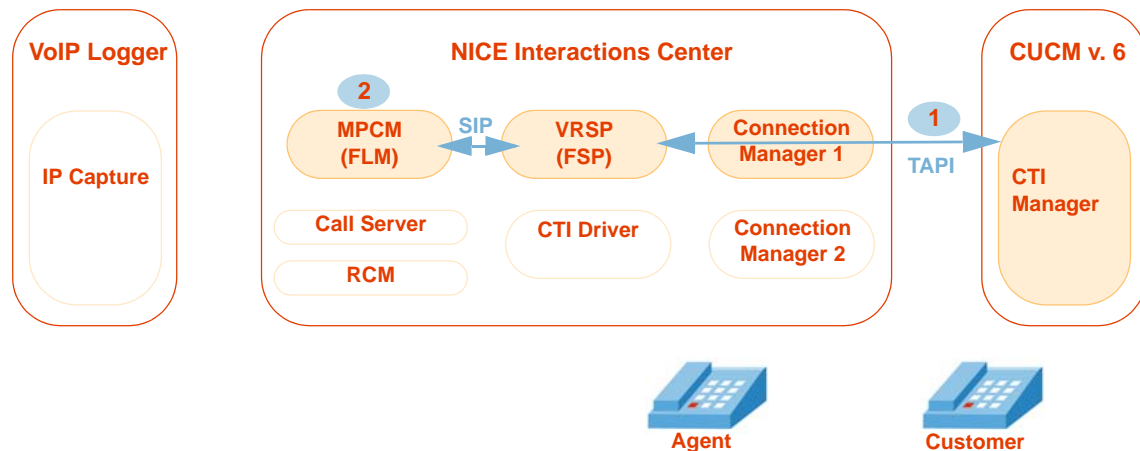 VoIP Logger
NICE Interactions Center
CUCM v. 6
2
1
MPCM
(FLM)
SIP
VRSP
(FSP)
Connection
Manager 1
TAPI
IP Capture
CTI
Manager
Call Server
CTI Driver
Connection
Manager 2
RCM
Agent
Customer